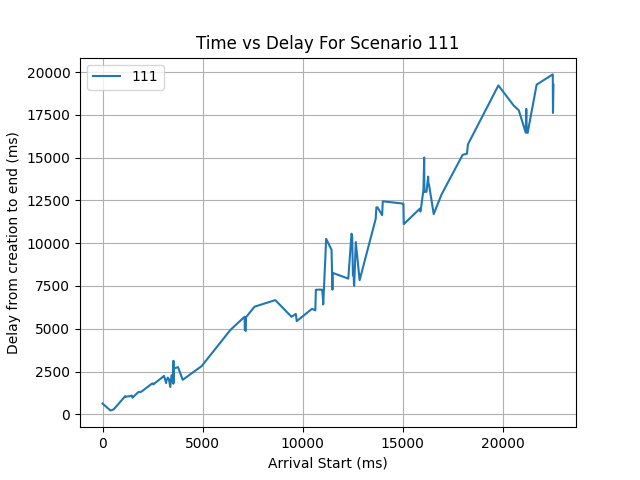 Time vs Delay For Scenario 111
111
20000
17500
15000
12500
10000
7500
5000
2500
0
Delay from creation to end (ms)
0 5000 10000 15000 20000
Arrival Start (ms)